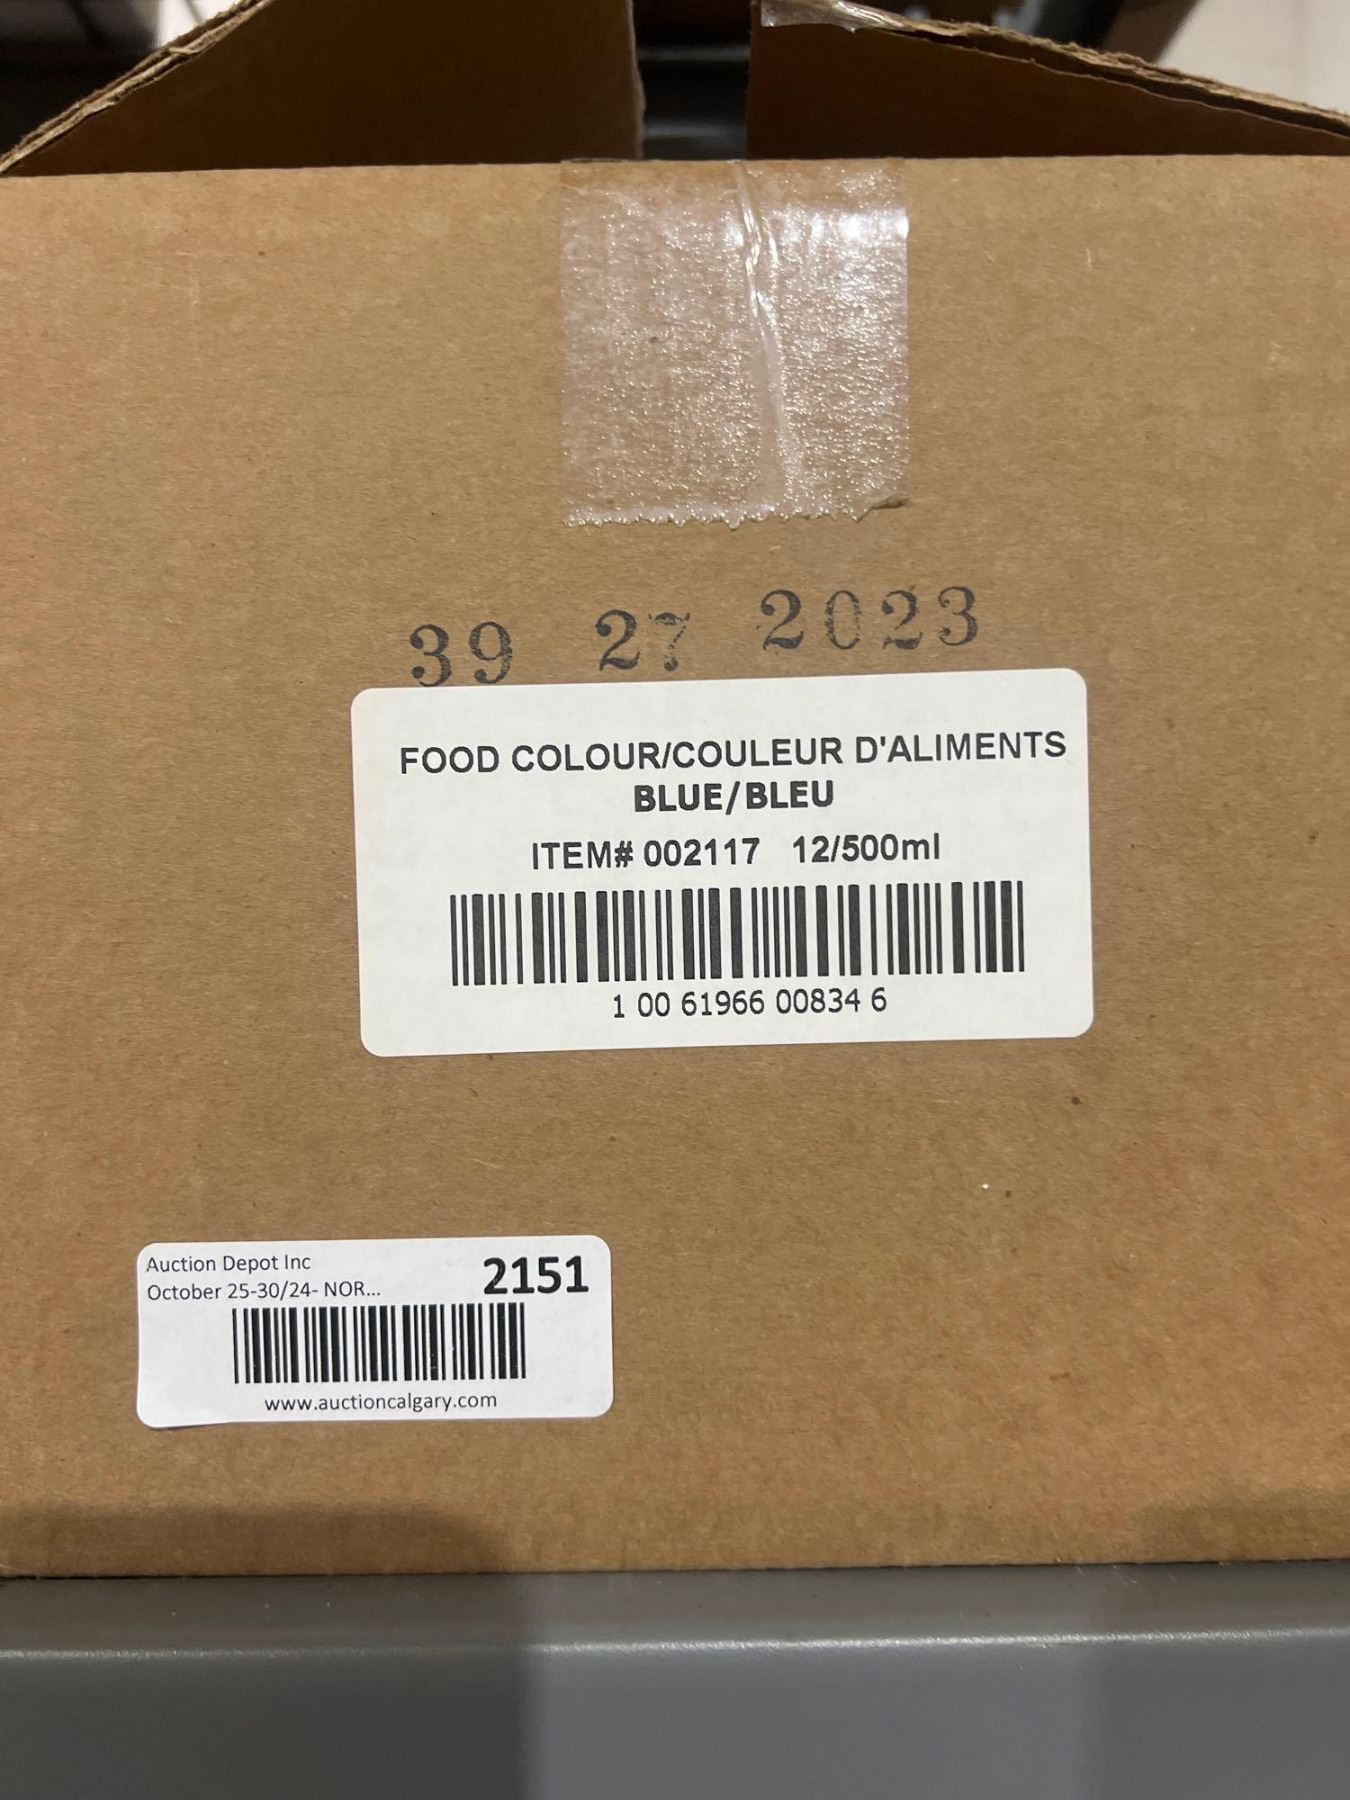 39 27 2023
FOOD COLOUR/COULEUR D'ALIMENTS
BLUE/BLEU
ITEM# 002117 12/500ml
1 00 61966 00834 6
Auction Depot Inc
October 25-30/24- NOR...
2151
www.auctioncalgary.com